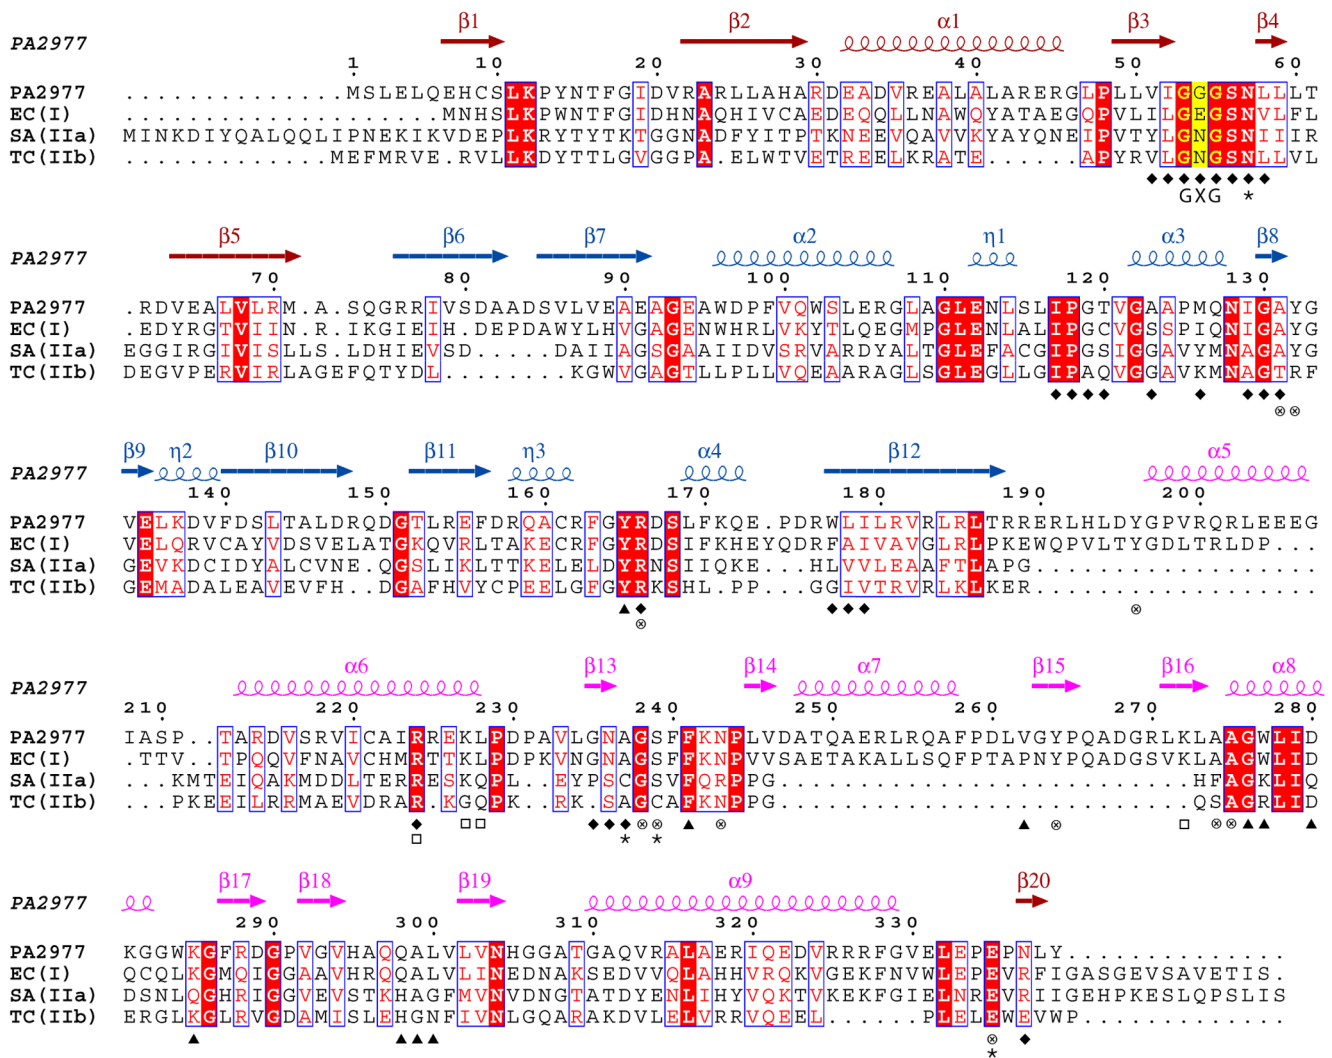 β1 β2 α1 β3 β4
PA2977
1 10 20 30 40 50 60
PA2977 ...............MSLELQEHCSLKPYNTFGIDVRARLLAHARDEADVREALALARERGLPLLVIGGGSNLLLT
EC(I) ....................MNHSLKPWNTFGIDHNAQHIVCAEDEQQLLNAWQYATAEGQPVLILGEGSNVLFL
SA(IIa) MINKDIYQALQQLIPNEKIKVDEPLKRYTYTKTGGNADFYITPTKNEEVQAVVKYAYQNEIPVTYLGNGSNIIIR
TC(IIb) .............MEFMRVE.RVLLKDYTTLGVGGPA.ELWTVETREELKRATE......APYRVLGNGSNLLVL
◆◆◆◆◆◆◆◆
GXG *
β5 β6 β7 α2 η1 α3 β8
PA2977
70 80 90 100 110 120 130
PA2977 .RDVEALVLRM.A.SQGRRIVSDAADSVLVEAEAGEAWDPFVQWSLERGLAGLENLSLIPGTVGAAPMQNIGAYG
EC(I) .EDYRGTVIIN.R.IKGIEIH.DEPDAWYLHVGAGENWHRLVKYTLQEGMPGLENLALIPGCVGSSPIQNIGAYG
SA(IIa) EGGIRGIVISLLS.LDHIEVSD.....DAIIAGSGAAIIDVSRVARDYALTGLEFACGIPGSIGGAVYMNAGAYG
TC(IIb) DEGVPERVIRLAGEFQTYDL........KGWVGAGTLLPLLVQEAARAGLSGLEGLLGIPAQVGGAVKMNAGTRF
◆◆◆◆ ◆ ◆ ◆◆◆
⊗⊗
β9 η2 β10 β11 η3 α4 β12 α5
PA2977
140 150 160 170 180 190 200
PA2977 VELKDVFDSLTALDRQDGTLREFDRQACRFGYRDSLFKQE.PDRWLILRVRLRLTRRERLHLDYGPVRQRLEEEG
EC(I) VELQRVCAYVDSVELATGKQVRLTAKECRFGYRDSIFKHEYQDRFAIVAVGLRLPKEWQPVLTYGDLTRLDP...
SA(IIa) GEVKDCIDYALCVNE.QGSLIKLTTKELELDYRNSIIQKE...HLVVLEAAFTLAPG..................
TC(IIb) GEMADALEAVEVFH..DGAFHVYCPEELGFGYRKSHL.PP...GGIVTRVRLKLKER..................
▲◆ ◆◆◆ ⊗
⊗
α6 β13 β14 α7 β15 β16 α8
PA2977
210 220 230 240 250 260 270 280
PA2977 IASP..TARDVSRVICAIRREKLPDPAVLGNAGSFFKNPLVDATQAERLRQAFPDLVGYPQADGRLKLAAGWLID
EC(I) .TTV..TPQQVFNAVCHMRTTKLPDPKVNGNAGSFFKNPVVSAETAKALLSQFPTAPNYPQADGSVKLAAGWLID
SA(IIa) ...KMTEIQAKMDDLTERRESKQPL..EYPSCGSVFQRPPG..........................HFAGKLIQ
TC(IIb) ...PKEEILRRMAEVDRAR.KGQPK..RK.SAGCAFKNPPG..........................QSAGRLID
◆ □□ ◆◆◆⊗⊗ ▲ ⊗ ▲ ⊗ □ ⊗⊗▲▲ ▲
□ * *
β17 β18 β19 α9 β20
PA2977
290 300 310 320 330
PA2977 KGGWKGFRDGPVGVHAQQALVLVNHGGATGAQVRALAERIQEDVRRRFGVELEPEPNLY..............
EC(I) QCQLKGMQIGGAAVHRQQALVLINEDNAKSEDVVQLAHHVRQKVGEKFNVWLEPEVRFIGASGEVSAVETIS.
SA(IIa) DSNLQGHRIGGVEVSTKHAGFMVNVDNGTATDYENLIHYVQKTVKEKFGIELNREVRIIGEHPKESLQPSLIS
TC(IIb) ERGLKGLRVGDAMISLEHGNFIVNLGQARAKDVLELVRRVQEEL......PLELEWEVWP.............
▲ ▲▲▲ ⊗ ◆
*